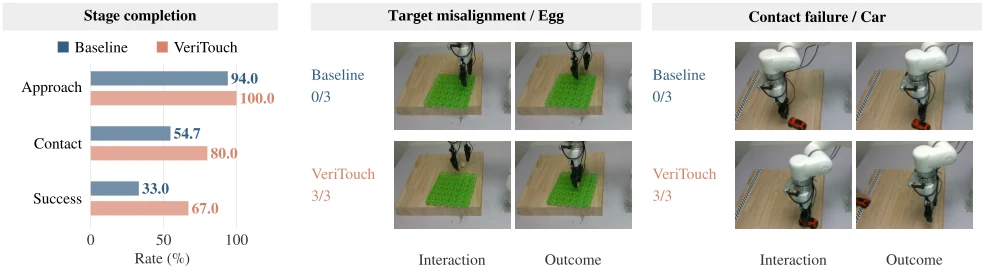 Stage completion
Baseline VeriTouch
Approach 94.0
100.0
Contact 54.7
80.0
Success 33.0
67.0
0 50 100
Rate (%)
Target misalignment / Egg
Baseline
0/3
VeriTouch
3/3
Interaction Outcome
Contact failure / Car
Baseline
0/3
VeriTouch
3/3
Interaction Outcome